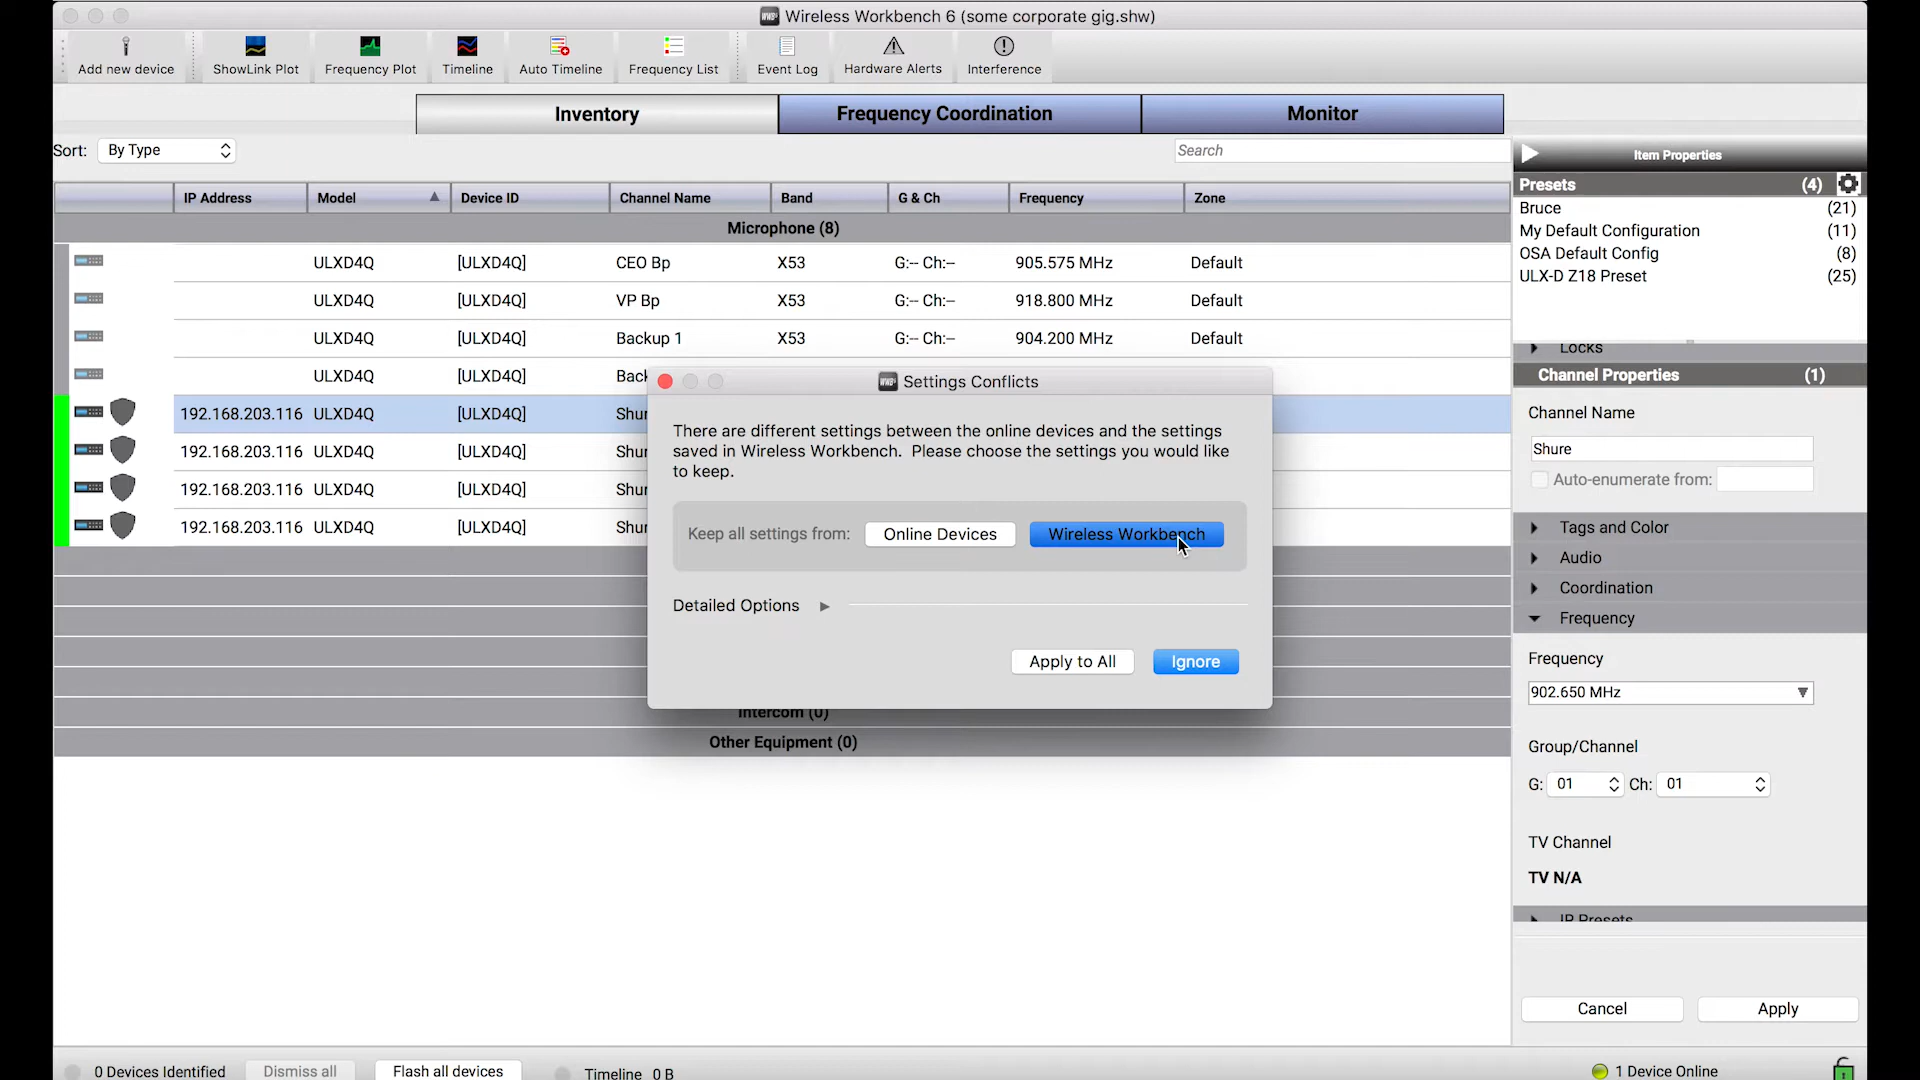 Wireless Workbench 6 (some corporate gig.shw)
Add new device
ShowLink Plot
Frequency Plot
Timeline
Auto Timeline
Frequency List
Event Log
Hardware Alerts
Interference
Inventory
Frequency Coordination
Monitor
Sort: By Type
Search
IP Address Model Device ID Channel Name Band G & Ch Frequency Zone
Microphone (8)
ULXD4Q [ULXD4Q] CEO Bp X53 G:-- Ch:-- 905.575 MHz Default
ULXD4Q [ULXD4Q] VP Bp X53 G:-- Ch:-- 918.800 MHz Default
ULXD4Q [ULXD4Q] Backup 1 X53 G:-- Ch:-- 904.200 MHz Default
ULXD4Q [ULXD4Q] Back
192.168.203.116 ULXD4Q [ULXD4Q] Shur
192.168.203.116 ULXD4Q [ULXD4Q] Shur
192.168.203.116 ULXD4Q [ULXD4Q] Shur
192.168.203.116 ULXD4Q [ULXD4Q] Shur
Intercom (0)
Other Equipment (0)
Settings Conflicts
There are different settings between the online devices and the settings
saved in Wireless Workbench. Please choose the settings you would like
to keep.
Keep all settings from: Online Devices Wireless Workbench
Detailed Options
Apply to All Ignore
Item Properties
Presets (4)
Bruce (21)
My Default Configuration (11)
OSA Default Config (8)
ULX-D Z18 Preset (25)
Locks
Channel Properties (1)
Channel Name
Shure
Auto-enumerate from:
Tags and Color
Audio
Coordination
Frequency
Frequency
902.650 MHz
Group/Channel
G: 01 Ch: 01
TV Channel
TV N/A
IR Presets
Cancel Apply
0 Devices Identified Dismiss all Flash all devices Timeline 0 B 1 Device Online